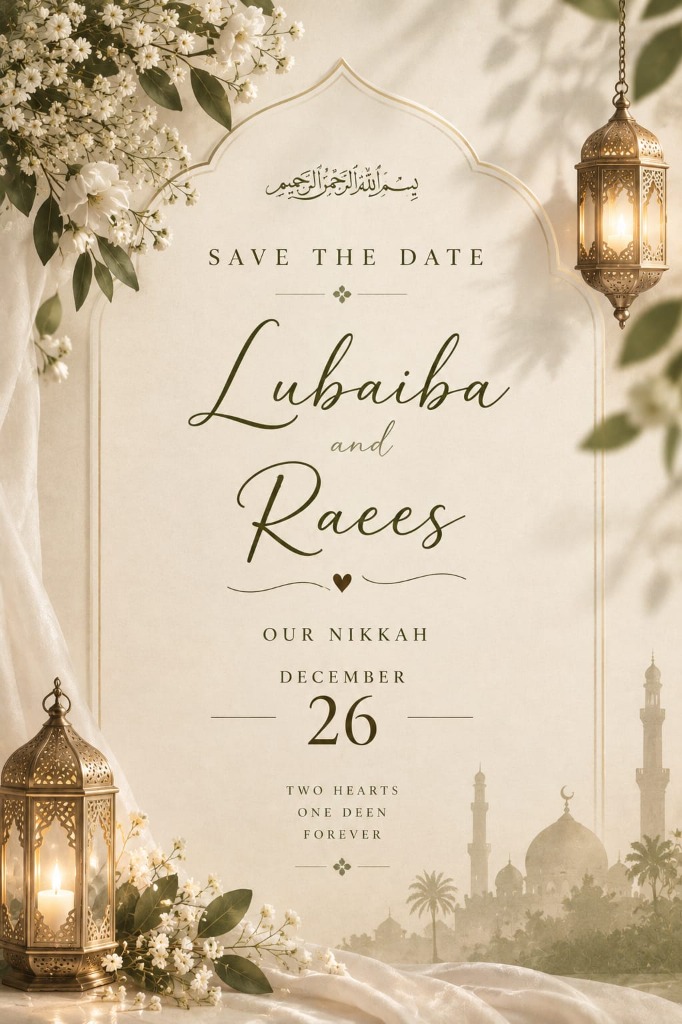 بسم الله الرحمن الرحيم
SAVE THE DATE
Lubaiba
and
Raees
OUR NIKKAH
DECEMBER
26
TWO HEARTS
ONE DEEN
FOREVER